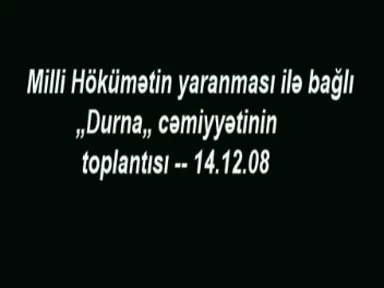 Milli Hökümətin yaranması ilə bağlı
„Durna„ cəmiyyətinin
toplantısı -- 14.12.08